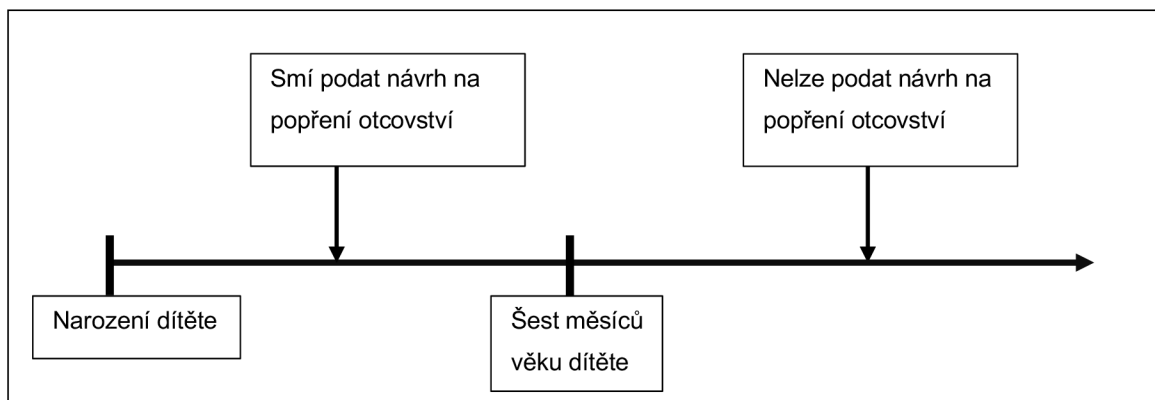 Smí podat návrh na
popření otcovství
Nelze podat návrh na
popření otcovství
Narození dítěte
Šest měsíců
věku dítěte